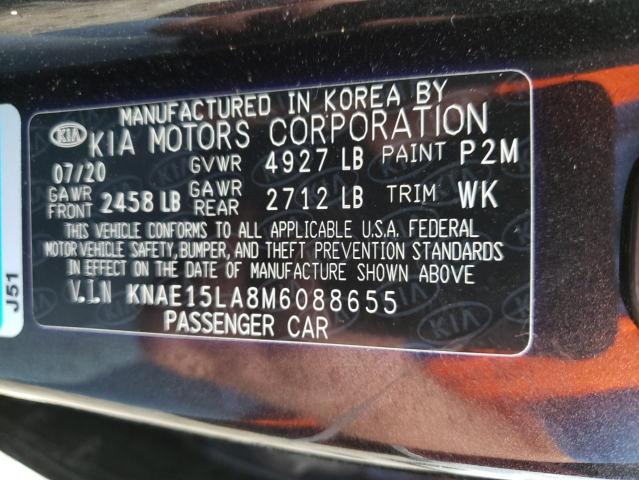 MANUFACTURED IN KOREA BY
KIA KIA MOTORS CORPORATION
07/20 GVWR 4927 LB PAINT P2M
GAWR FRONT 2458 LB GAWR REAR 2712 LB TRIM WK
THIS VEHICLE CONFORMS TO ALL APPLICABLE U.S.A. FEDERAL
MOTOR VEHICLE SAFETY, BUMPER, AND THEFT PREVENTION STANDARDS
IN EFFECT ON THE DATE OF MANUFACTURE SHOWN ABOVE
V.I.N KNAE15LA8M6088655
PASSENGER CAR
J51